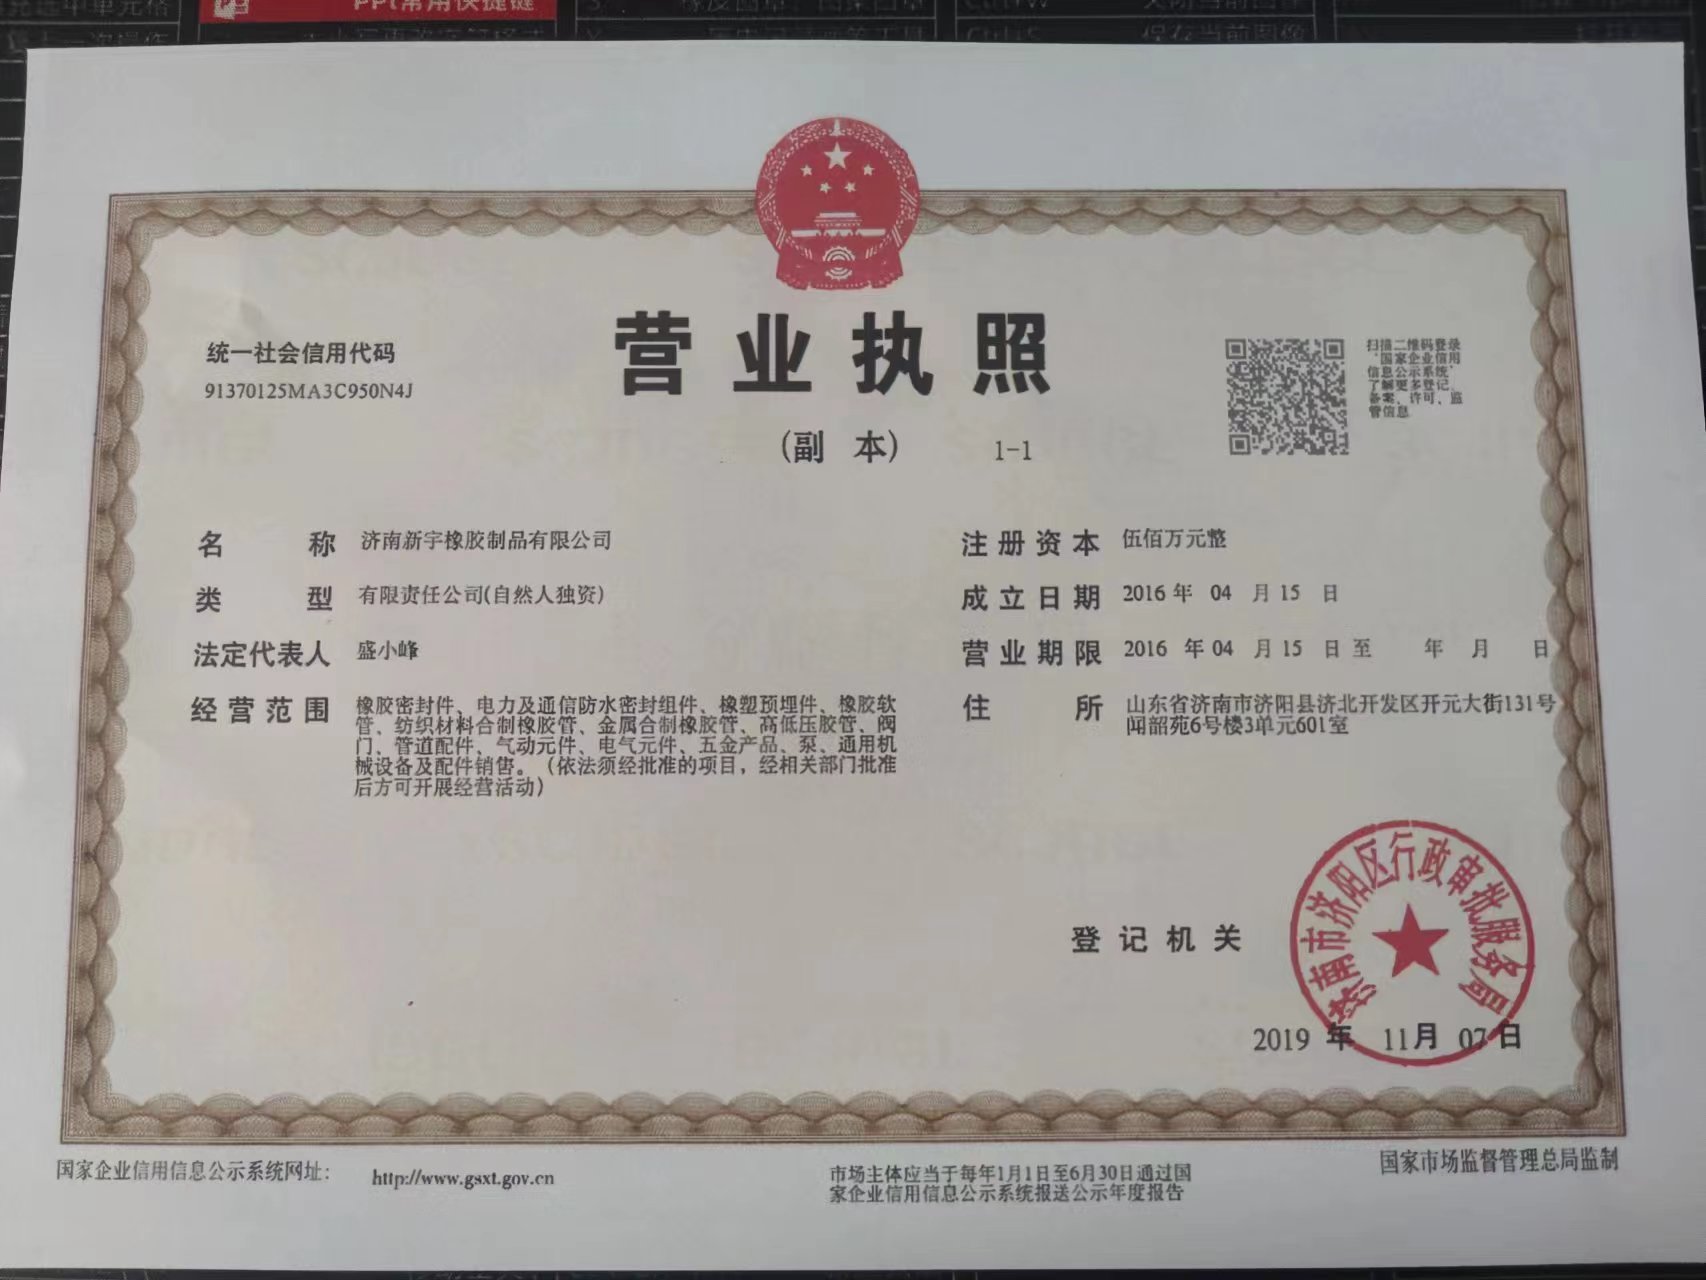 PPT常用快捷键
营业执照
(副 本) 1-1
统一社会信用代码
91370125MA3C950N4J
扫描二维码登录
'国家企业信用
信息公示系统'
了解更多登记、
备案、许可、监
管信息
名称 济南新宇橡胶制品有限公司
类型 有限责任公司(自然人独资)
法定代表人 盛小峰
经营范围 橡胶密封件、电力及通信防水密封组件、橡塑预埋件、橡胶软
管、纺织材料合制橡胶管、金属合制橡胶管、高低压胶管、阀
门、管道配件、气动元件、电气元件、五金产品、泵、通用机
械设备及配件销售。（依法须经批准的项目，经相关部门批准
后方可开展经营活动）
注册资本 伍佰万元整
成立日期 2016 年 04 月 15 日
营业期限 2016 年 04 月 15 日 至 年 月 日
住所 山东省济南市济阳县济北开发区开元大街131号
闻韶苑6号楼3单元601室
登记机关
济南市济阳区行政审批服务局
2019 年 11 月 07 日
国家企业信用信息公示系统网址： http://www.gsxt.gov.cn
市场主体应当于每年1月1日至6月30日通过国
家企业信用信息公示系统报送公示年度报告
国家市场监督管理总局监制